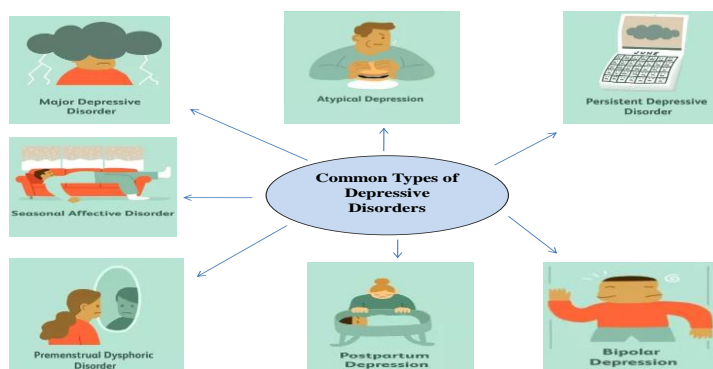 Major Depressive
Disorder
Atypical Depression
JUNE
Persistent Depressive
Disorder
Common Types of
Depressive
Disorders
Seasonal Affective Disorder
Premenstrual Dysphoric
Disorder
Postpartum
Depression
Bipolar
Depression